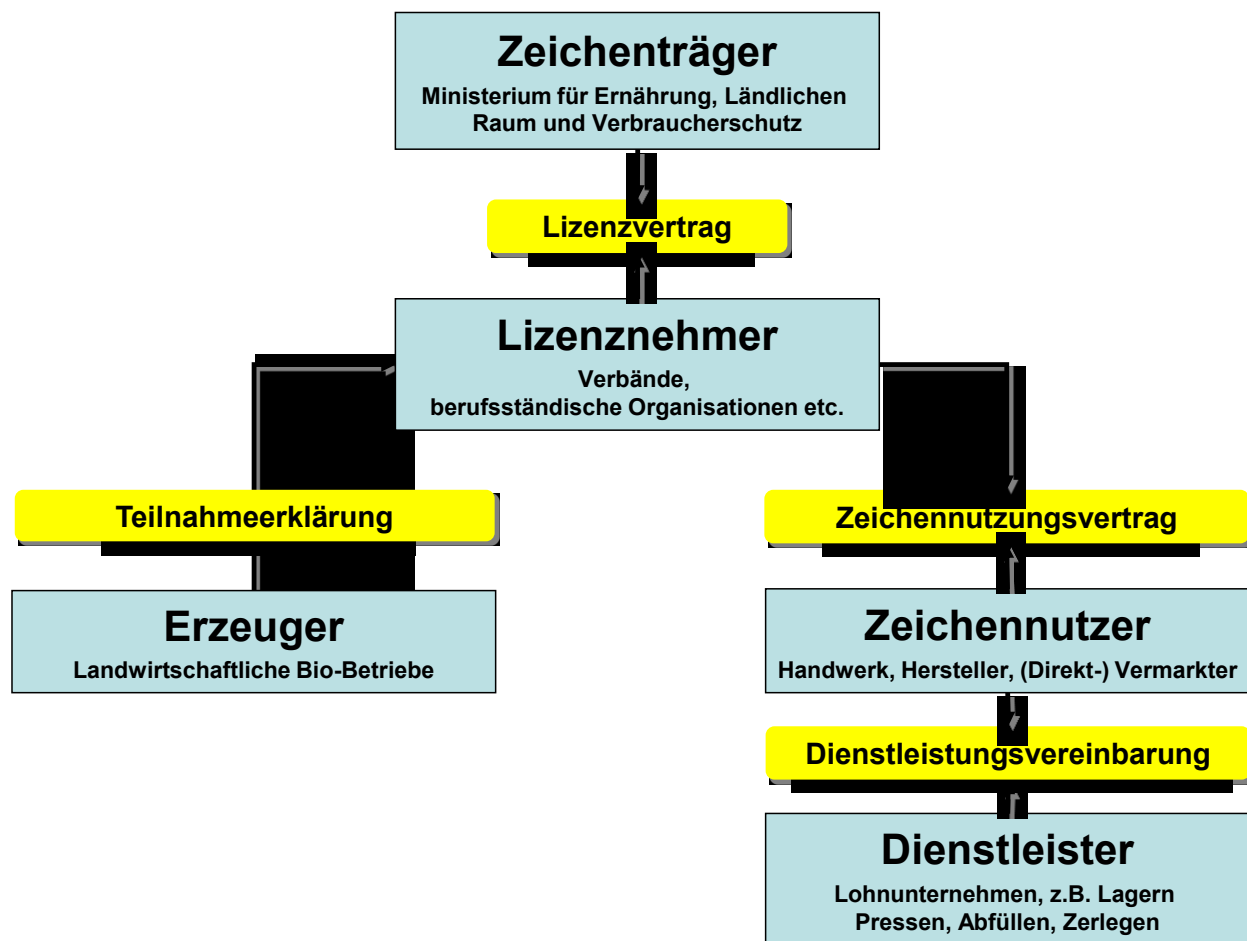 Zeichenträger
Ministerium für Ernährung, Ländlichen
Raum und Verbraucherschutz
Lizenzvertrag
Lizenznehmer
Verbände,
berufsständische Organisationen etc.
Teilnahmeerklärung
Zeichennutzungsvertrag
Erzeuger
Landwirtschaftliche Bio-Betriebe
Zeichennutzer
Handwerk, Hersteller, (Direkt-) Vermarkter
Dienstleistungsvereinbarung
Dienstleister
Lohnunternehmen, z.B. Lagern
Pressen, Abfüllen, Zerlegen